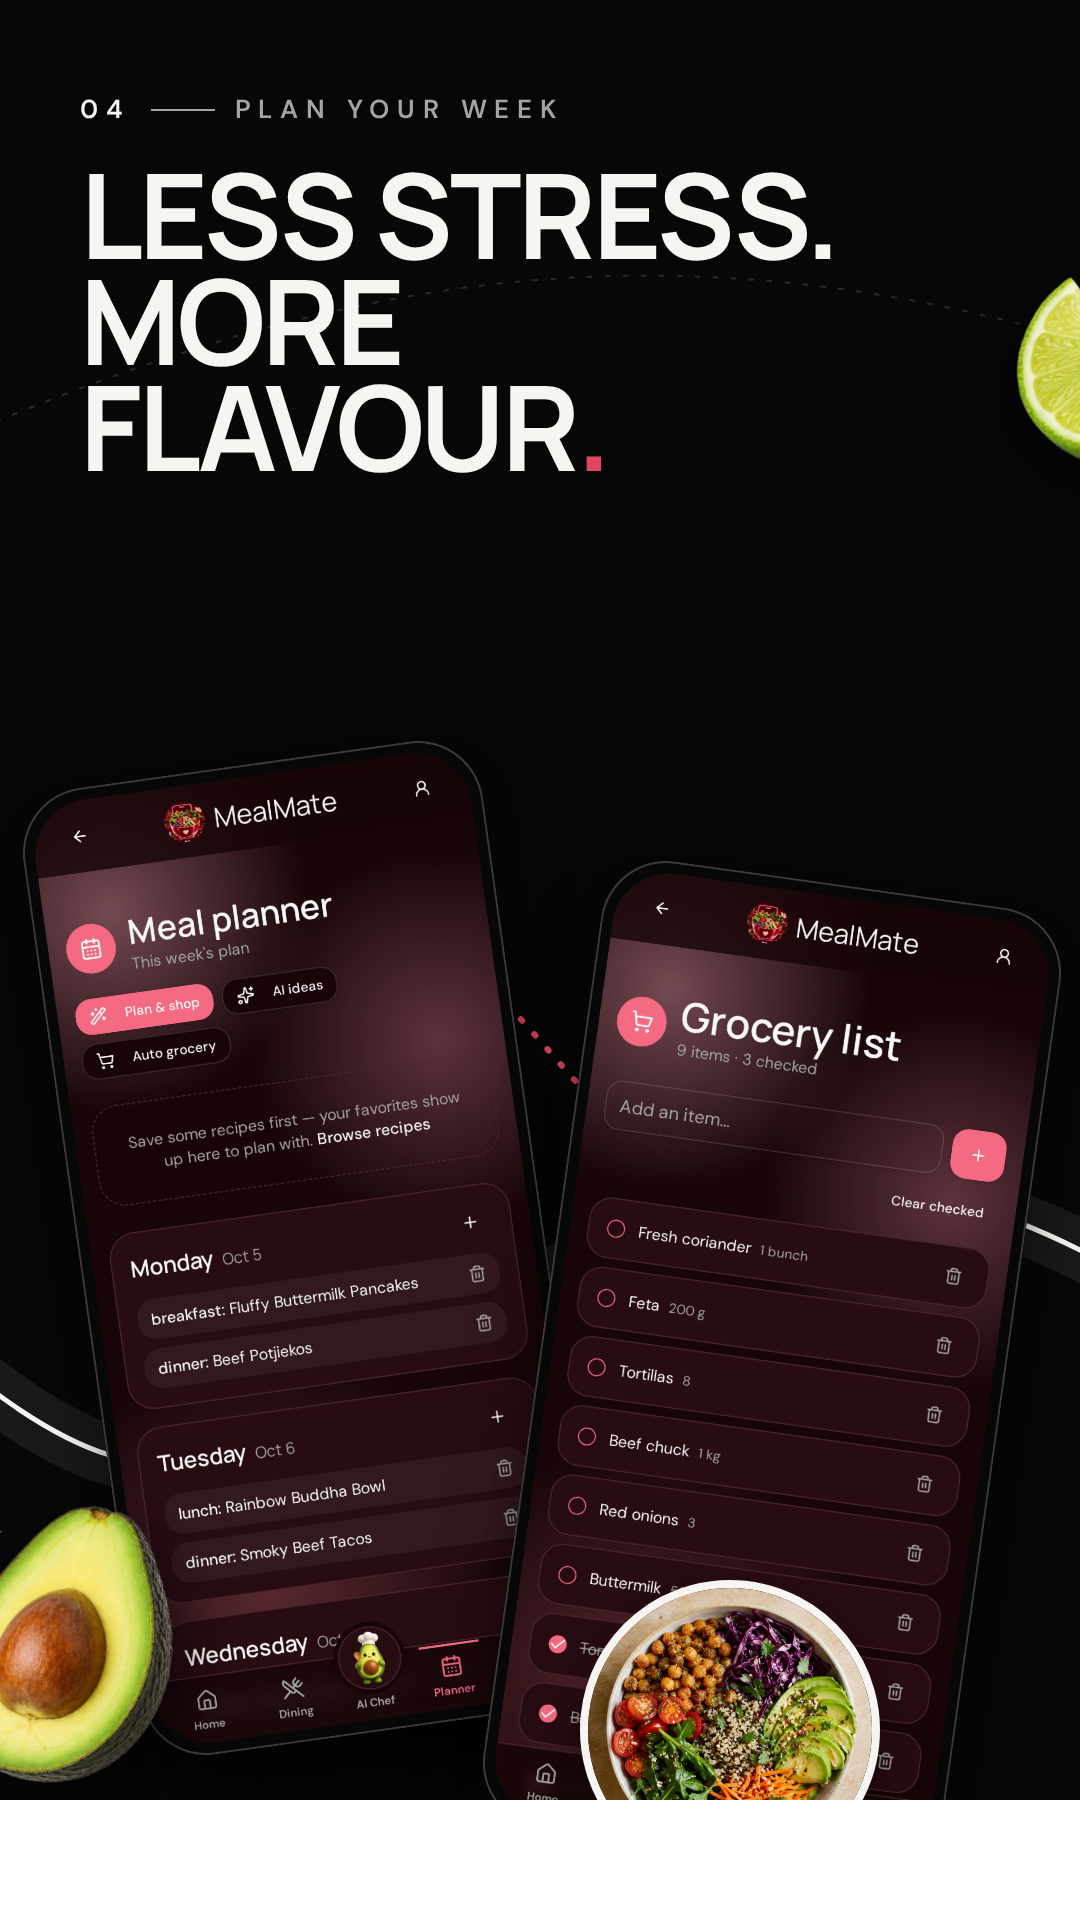 04 PLAN YOUR WEEK
LESS STRESS.
MORE
FLAVOUR.
MealMate
Meal planner
This week's plan
Plan & shop
AI ideas
Auto grocery
Save some recipes first — your favorites show
up here to plan with. Browse recipes
Monday Oct 5
breakfast: Fluffy Buttermilk Pancakes
dinner: Beef Potjiekos
Tuesday Oct 6
lunch: Rainbow Buddha Bowl
dinner: Smoky Beef Tacos
Wednesday
Home
Dining
AI Chef
Planner
MealMate
Grocery list
9 items · 3 checked
Add an item...
Clear checked
Fresh coriander 1 bunch
Feta 200 g
Tortillas 8
Beef chuck 1 kg
Red onions 3
Buttermilk
Home